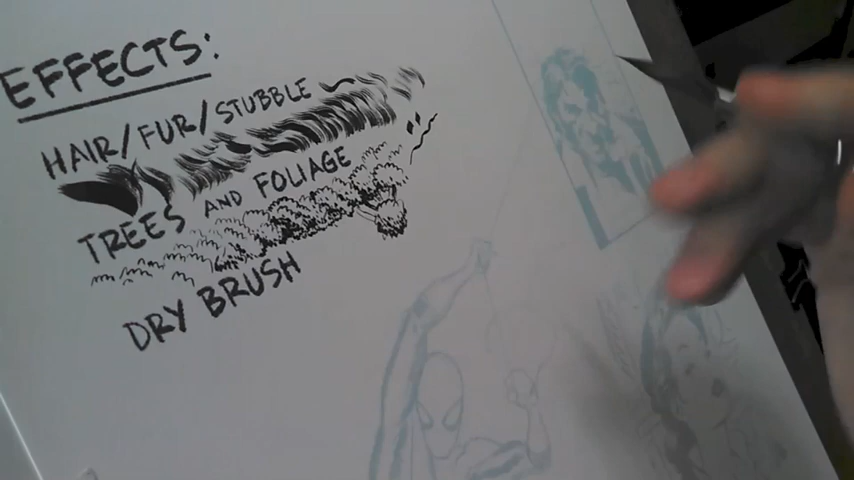 EFFECTS:
HAIR/FUR/STUBBLE
TREES AND FOLIAGE
DRY BRUSH